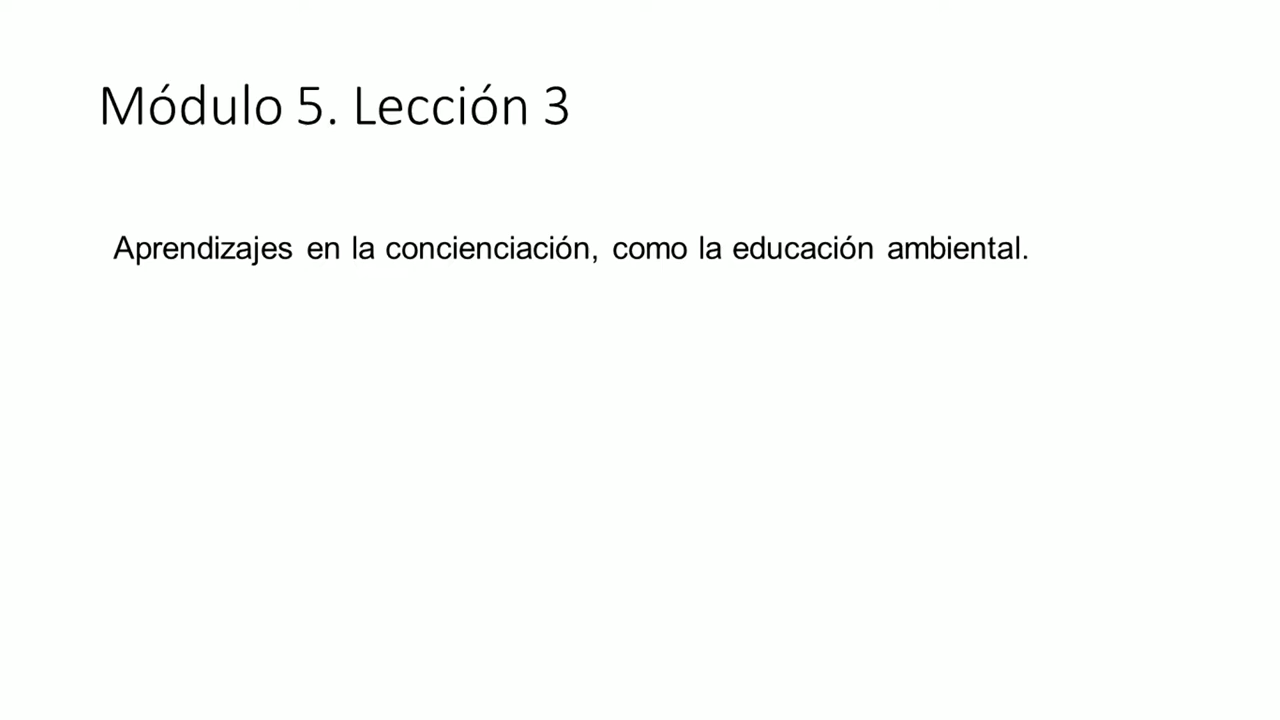 Módulo 5. Lección 3
Aprendizajes en la concienciación, como la educación ambiental.